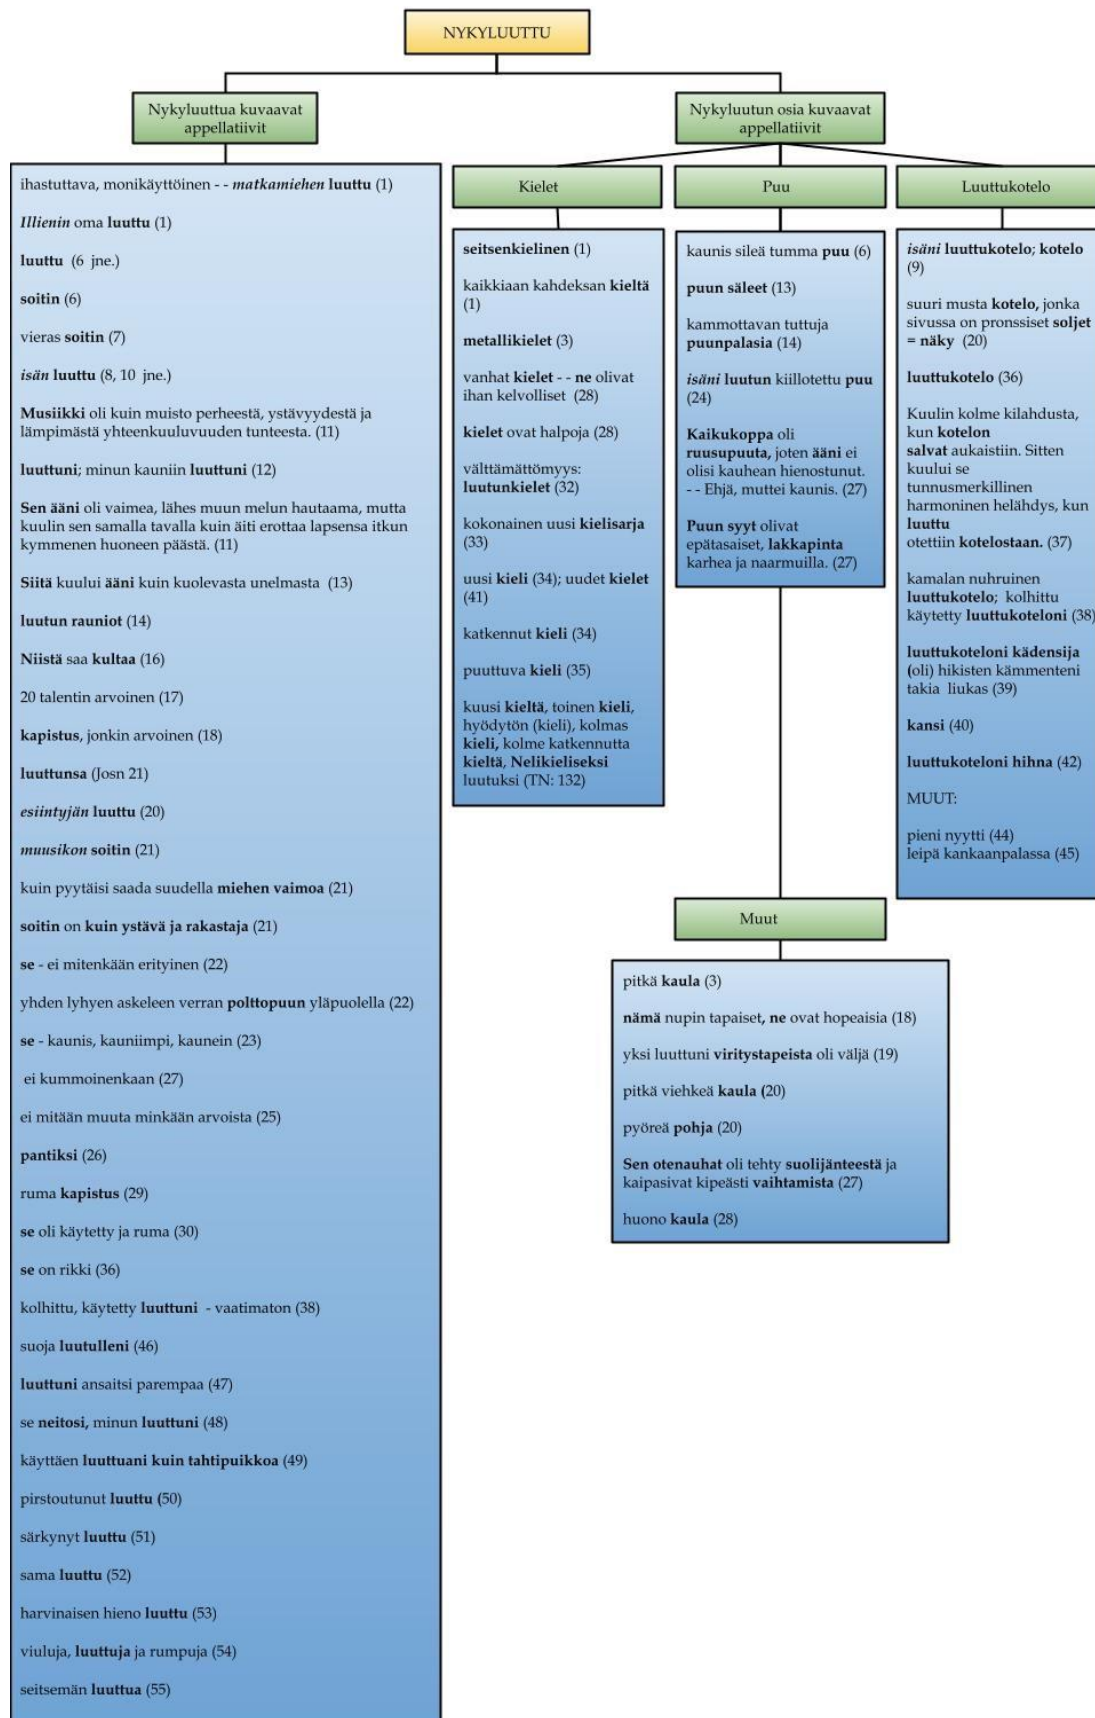 NYKYLUUTTU
Nykyluuttua kuvaavat
appellatiivit
ihastuttava, monikäyttöinen - - matkamiehen luuttu (1)
Illienin oma luuttu (1)
luuttu (6 jne.)
soitin (6)
vieras soitin (7)
isän luuttu (8, 10 jne.)
Musiikki oli kuin muisto perheestä, ystävyydestä ja
lämpimästä yhteenkuuluvuuden tunteesta. (11)
luuttuni; minun kauniin luuttuni (12)
Sen ääni oli vaimea, lähes muun melun hautaama, mutta
kuulin sen samalla tavalla kuin äiti erottaa lapsensa itkun
kymmenen huoneen päästä. (11)
Siitä kuului ääni kuin kuolevasta unelmasta (13)
luutun rauniot (14)
Niistä saa kultaa (16)
20 talentin arvoinen (17)
kapistus, jonkin arvoinen (18)
luuttunsa (Josn 21)
esiintyjän luuttu (20)
muusikon soitin (21)
kuin pyytäisi saada suudella miehen vaimoa (21)
soitin on kuin ystävä ja rakastaja (21)
se - ei mitenkään erityinen (22)
yhden lyhyen askeleen verran polttopuun yläpuolella (22)
se - kaunis, kauniimpi, kaunein (23)
ei kummoinenkaan (27)
ei mitään muuta minkään arvoista (25)
pantiksi (26)
ruma kapistus (29)
se oli käytetty ja ruma (30)
se on rikki (36)
kolhittu, käytetty luuttuni - vaatimaton (38)
suoja luutulleni (46)
luuttuni ansaitsi parempaa (47)
se neitosi, minun luuttuni (48)
käyttäen luuttuani kuin tahtipuikkoa (49)
pirstoutunut luuttu (50)
särkynyt luuttu (51)
sama luuttu (52)
harvinaisen hieno luuttu (53)
viuluja, luuttuja ja rumpuja (54)
seitsemän luuttua (55)
Nykyluutun osia kuvaavat
appellatiivit
Kielet
seitsenkielinen (1)
kaikkiaan kahdeksan kieltä
(1)
metallikielet (3)
vanhat kielet - - ne olivat
ihan kelvolliset (28)
kielet ovat halpoja (28)
välttämättömyys:
luutunkielet (32)
kokonainen uusi kielisarja
(33)
uusi kieli (34); uudet kielet
(41)
katkennut kieli (34)
puuttuva kieli (35)
kuusi kieltä, toinen kieli,
hyödytön (kieli), kolmas
kieli, kolme katkennutta
kieltä, Nelikieliseksi
luutuksi (TN: 132)
Puu
kaunis sileä tumma puu (6)
puun säleet (13)
kammottavan tuttuja
puunpalasia (14)
isäni luutun kiillotettu puu
(24)
Kaikukoppa oli
ruusupuuta, joten ääni ei
olisi kauhean hienostunut.
- - Ehjä, muttei kaunis. (27)
Puun syyt olivat
epätasaiset, lakkapinta
karhea ja naarmuilla. (27)
Luuttukotelo
isäni luuttukotelo; kotelo
(9)
suuri musta kotelo, jonka
sivussa on pronssiset soljet
= näky (20)
luuttukotelo (36)
Kuulin kolme kilahdusta,
kun kotelon
salvat aukaistiin. Sitten
kuului se
tunnusmerkillinen
harmoninen helähdys, kun
luuttu
otettiin kotelostaan. (37)
kamalan nuhruinen
luuttukotelo; kolhittu
käytetty luuttukoteloni (38)
luuttukoteloni kädensija
(oli) hikisten kämmenteni
takia liukas (39)
kansi (40)
luuttukoteloni hihna (42)
MUUT:
pieni nyytti (44)
leipä kankaanpalassa (45)
Muut
pitkä kaula (3)
nämä nupin tapaiset, ne ovat hopeaisia (18)
yksi luuttuni viritystapeista oli väljä (19)
pitkä viehkeä kaula (20)
pyöreä pohja (20)
Sen otenauhat oli tehty suolijänteestä ja
kaipasivat kipeästi vaihtamista (27)
huono kaula (28)